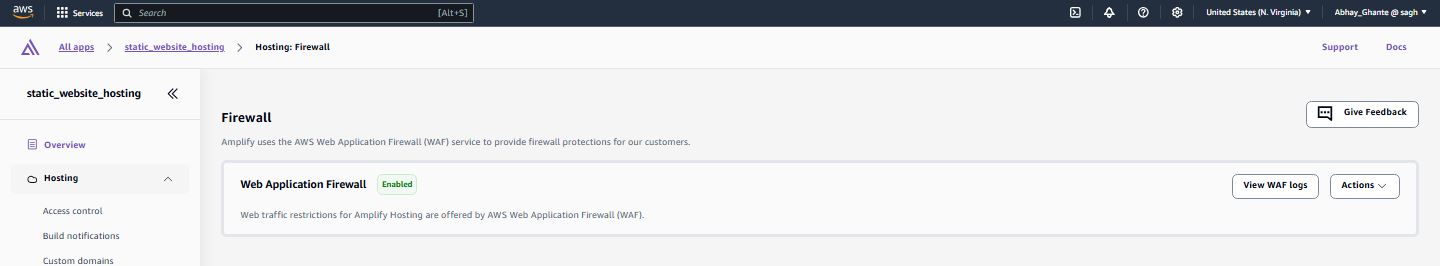 aws Services Search [Alt+S] United States (N. Virginia) Abhay_Ghante @ sagh
All apps static_website_hosting Hosting: Firewall Support Docs
static_website_hosting
Overview
Hosting
Access control
Build notifications
Custom domains
Firewall
Give Feedback
Amplify uses the AWS Web Application Firewall (WAF) service to provide firewall protections for our customers.
Web Application Firewall Enabled View WAF logs Actions
Web traffic restrictions for Amplify Hosting are offered by AWS Web Application Firewall (WAF).